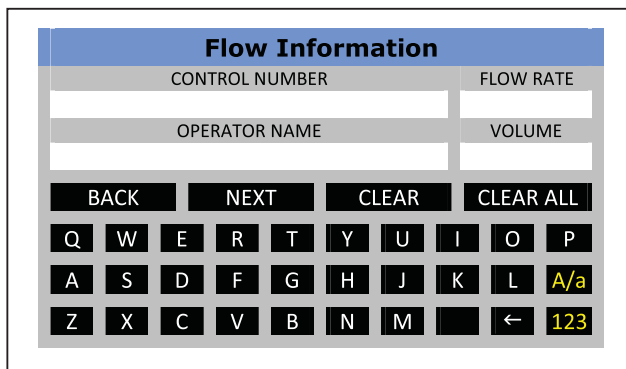 Flow Information
CONTROL NUMBER FLOW RATE
OPERATOR NAME VOLUME
BACK NEXT CLEAR CLEAR ALL
Q W E R T Y U I O P
A S D F G H J K L A/a
Z X C V B N M ← 123